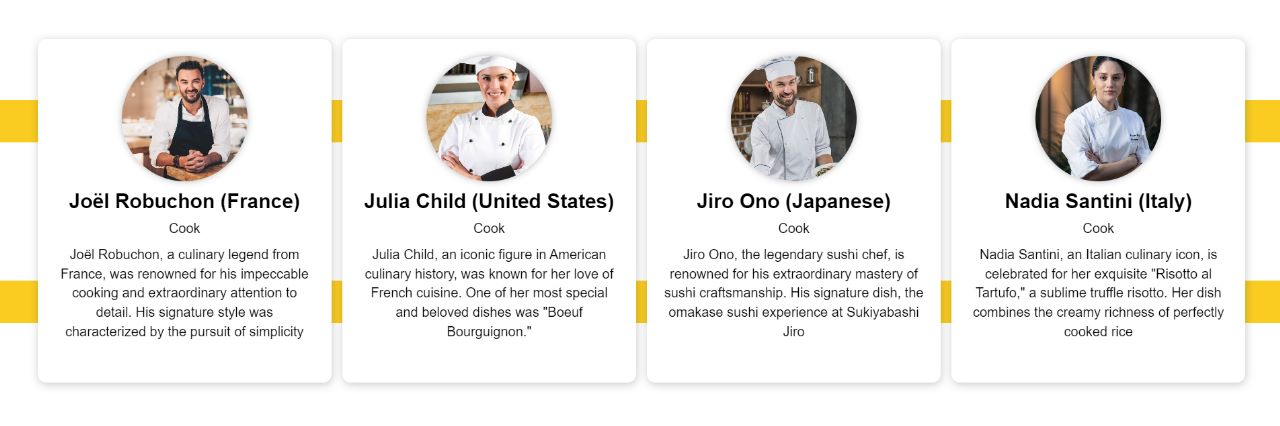 Joël Robuchon (France)
Cook
Joël Robuchon, a culinary legend from
France, was renowned for his impeccable
cooking and extraordinary attention to
detail. His signature style was
characterized by the pursuit of simplicity
Julia Child (United States)
Cook
Julia Child, an iconic figure in American
culinary history, was known for her love of
French cuisine. One of her most special
and beloved dishes was "Boeuf
Bourguignon."
Jiro Ono (Japanese)
Cook
Jiro Ono, the legendary sushi chef, is
renowned for his extraordinary mastery of
sushi craftsmanship. His signature dish, the
omakase sushi experience at Sukiyabashi
Jiro
Nadia Santini (Italy)
Cook
Nadia Santini, an Italian culinary icon, is
celebrated for her exquisite "Risotto al
Tartufo," a sublime truffle risotto. Her dish
combines the creamy richness of perfectly
cooked rice